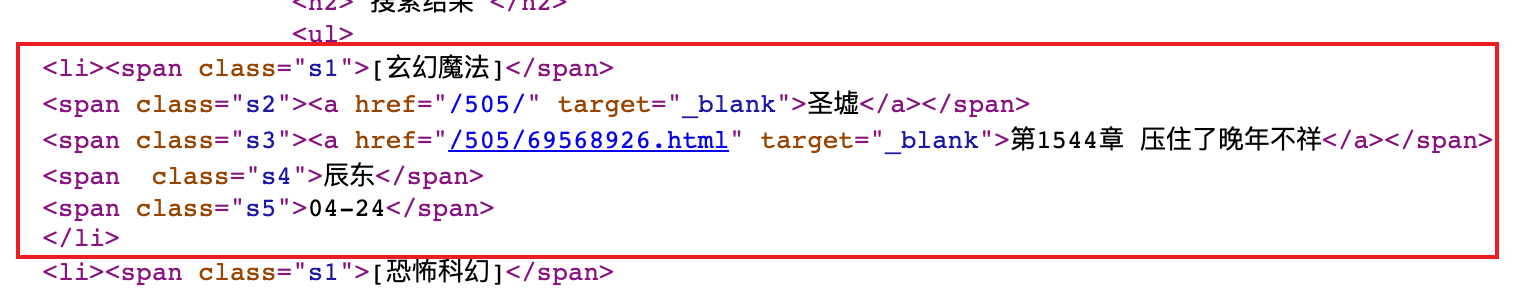 <h2> 搜索结果 </h2>
<ul>
<li><span class="s1">[玄幻魔法]</span>
<span class="s2"><a href="/505/" target="_blank">圣墟</a></span>
<span class="s3"><a href="/505/69568926.html" target="_blank">第1544章 压住了晚年不祥</a></span>
<span  class="s4">辰东</span>
<span class="s5">04-24</span>
</li>
<li><span class="s1">[恐怖科幻]</span>